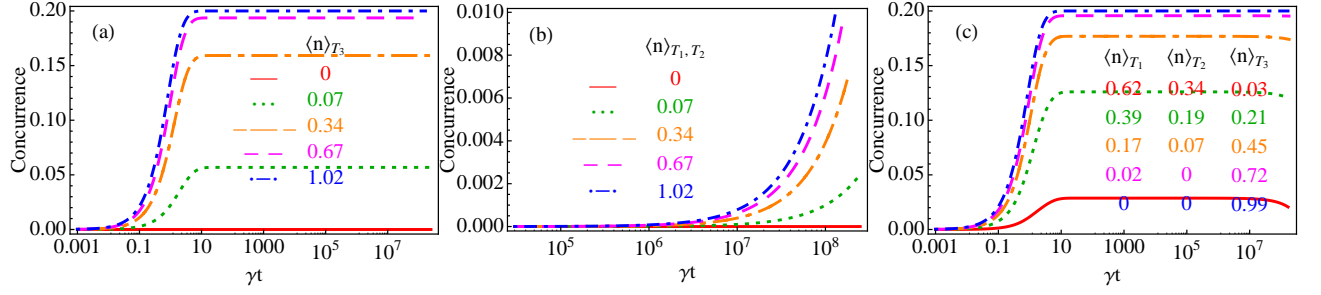 (a)
⟨n⟩T3
0
0.07
0.34
0.67
1.02
Concurrence
0.20
0.15
0.10
0.05
0.00
0.001 0.1 10 1000 10^5 10^7
γt
(b)
⟨n⟩T1, T2
0
0.07
0.34
0.67
1.02
Concurrence
0.010
0.008
0.006
0.004
0.002
0.000
10^5 10^6 10^7 10^8
γt
(c)
⟨n⟩T1 ⟨n⟩T2 ⟨n⟩T3
0.62 0.34 0.03
0.39 0.19 0.21
0.17 0.07 0.45
0.02 0 0.72
0 0 0.99
Concurrence
0.20
0.15
0.10
0.05
0.00
0.001 0.1 10 1000 10^5 10^7
γt